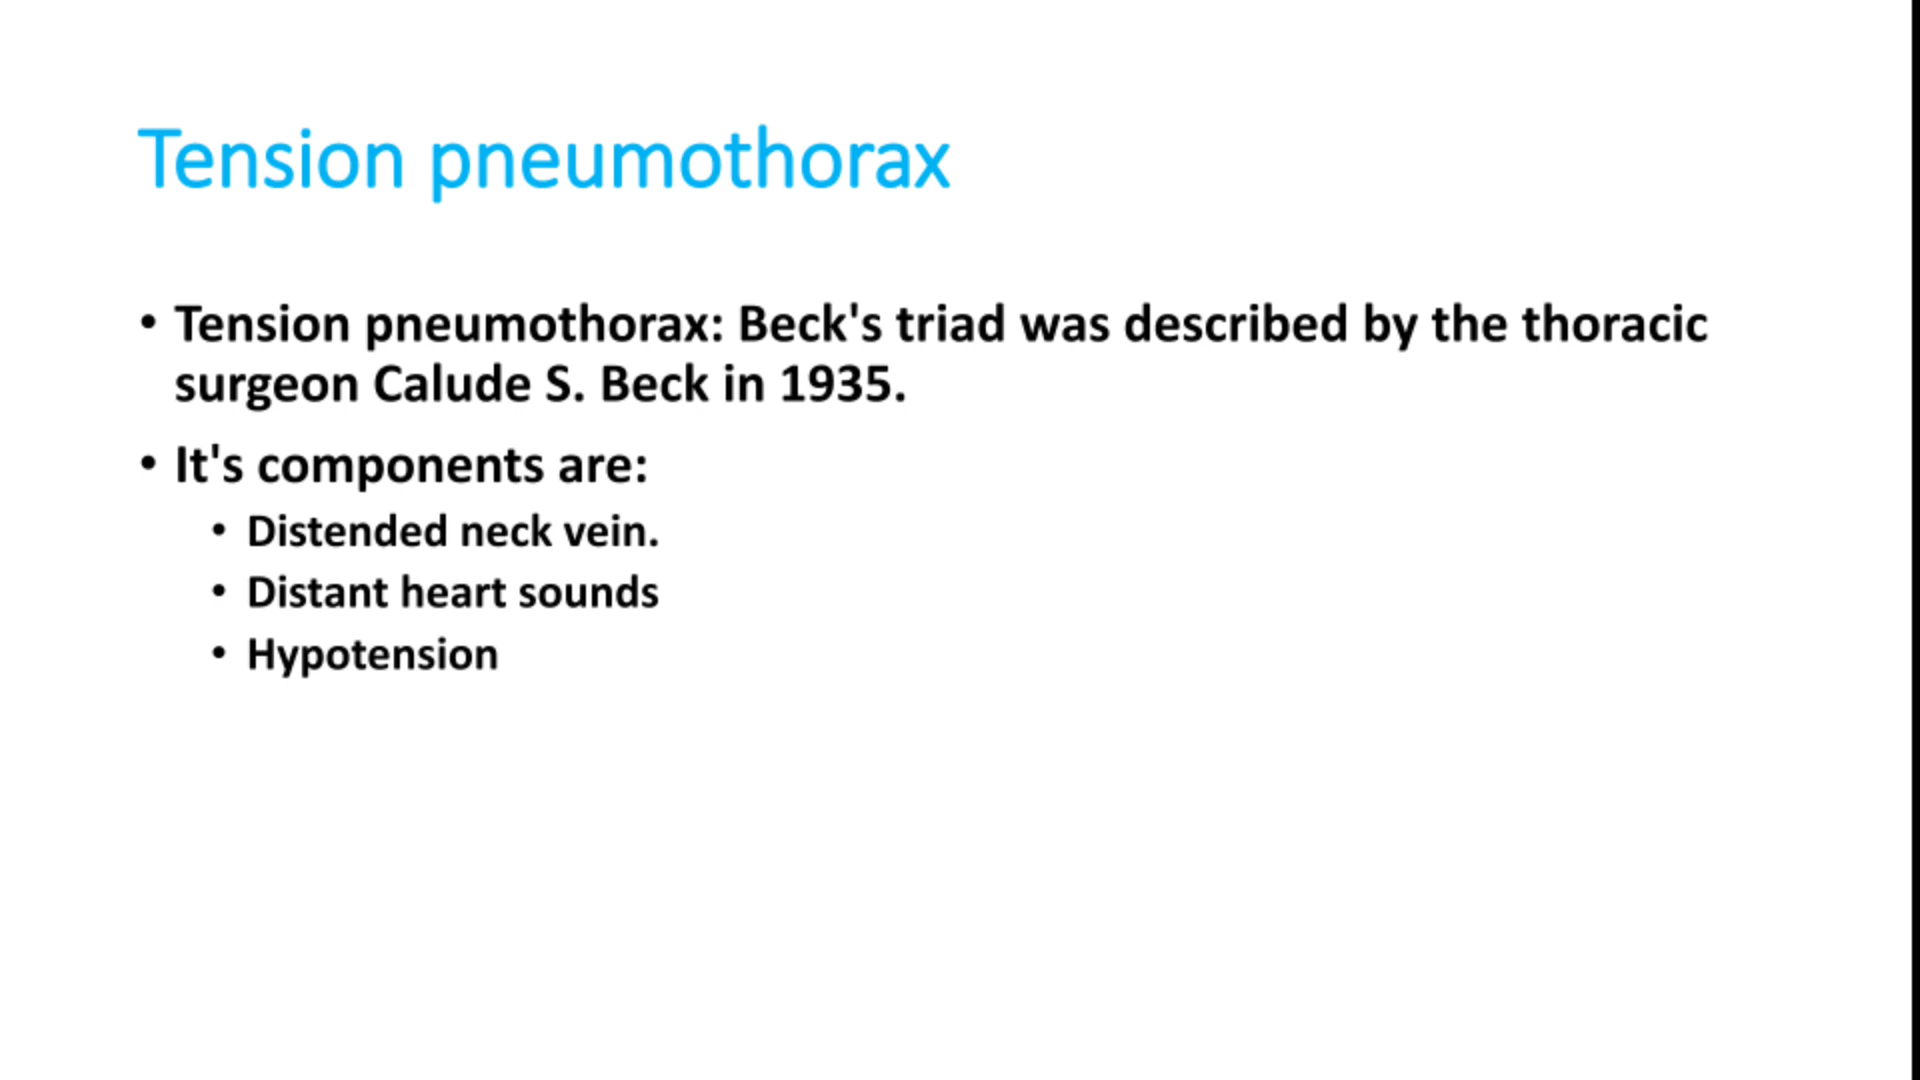 Tension pneumothorax
• Tension pneumothorax: Beck's triad was described by the thoracic
surgeon Calude S. Beck in 1935.
• It's components are:
• Distended neck vein.
• Distant heart sounds
• Hypotension